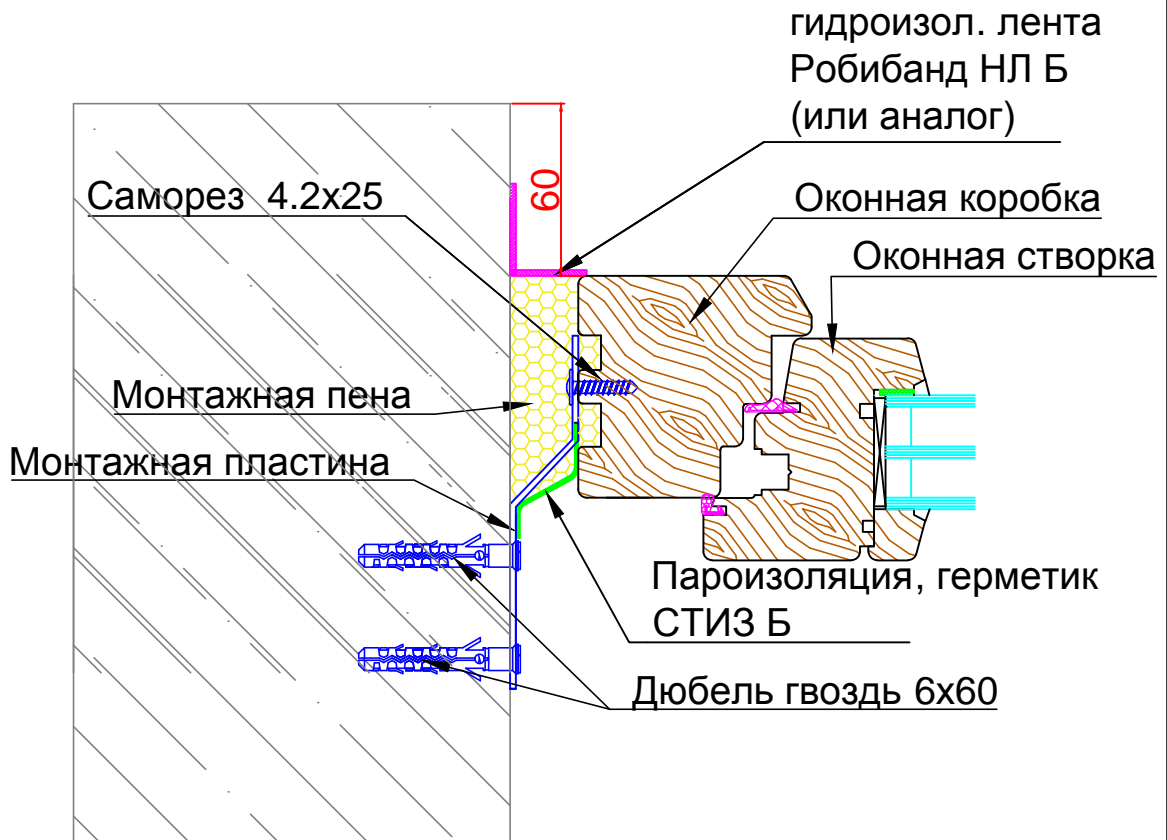 гидроизол. лента
Робибанд НЛ Б
(или аналог)
60
Саморез 4.2x25
Оконная коробка
Оконная створка
Монтажная пена
Монтажная пластина
Пароизоляция, герметик
СТИЗ Б
Дюбель гвоздь 6x60